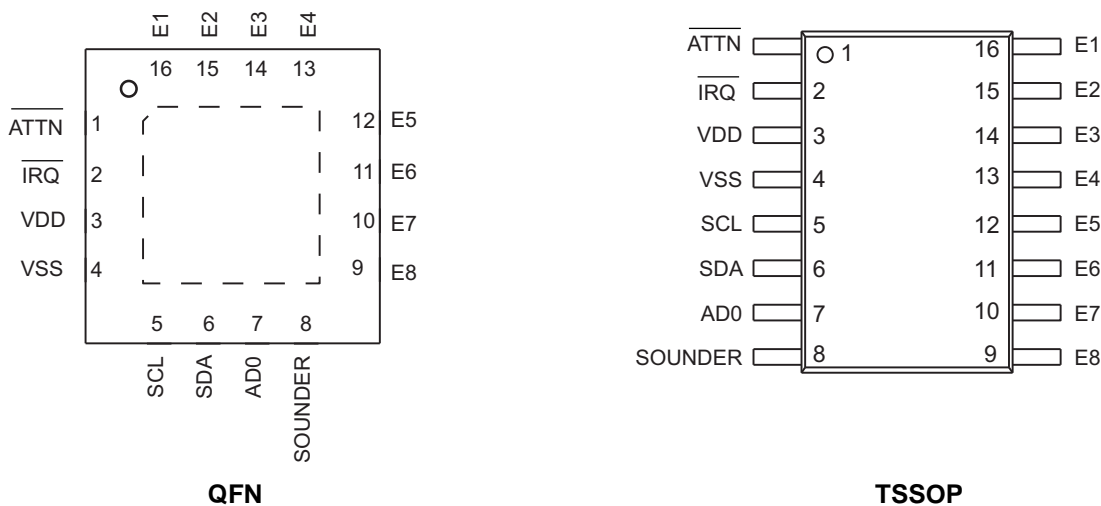 E1 E2 E3 E4
16 15 14 13
ATTN 1 12 E5
IRQ 2 11 E6
VDD 3 10 E7
VSS 4 9 E8
5 6 7 8
SCL SDA AD0 SOUNDER
QFN
ATTN 1 16 E1
IRQ 2 15 E2
VDD 3 14 E3
VSS 4 13 E4
SCL 5 12 E5
SDA 6 11 E6
AD0 7 10 E7
SOUNDER 8 9 E8
TSSOP